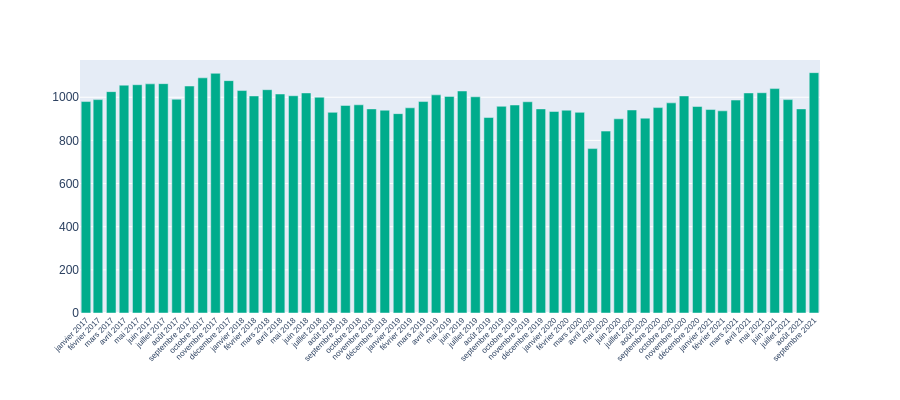 1000
800
600
400
200
0
janvier 2017
février 2017
mars 2017
avril 2017
mai 2017
juin 2017
juillet 2017
août 2017
septembre 2017
octobre 2017
novembre 2017
décembre 2017
janvier 2018
février 2018
mars 2018
avril 2018
mai 2018
juin 2018
juillet 2018
août 2018
septembre 2018
octobre 2018
novembre 2018
décembre 2018
janvier 2019
février 2019
mars 2019
avril 2019
mai 2019
juin 2019
juillet 2019
août 2019
septembre 2019
octobre 2019
novembre 2019
décembre 2019
janvier 2020
février 2020
mars 2020
avril 2020
mai 2020
juin 2020
juillet 2020
août 2020
septembre 2020
octobre 2020
novembre 2020
décembre 2020
janvier 2021
février 2021
mars 2021
avril 2021
mai 2021
juin 2021
juillet 2021
août 2021
septembre 2021